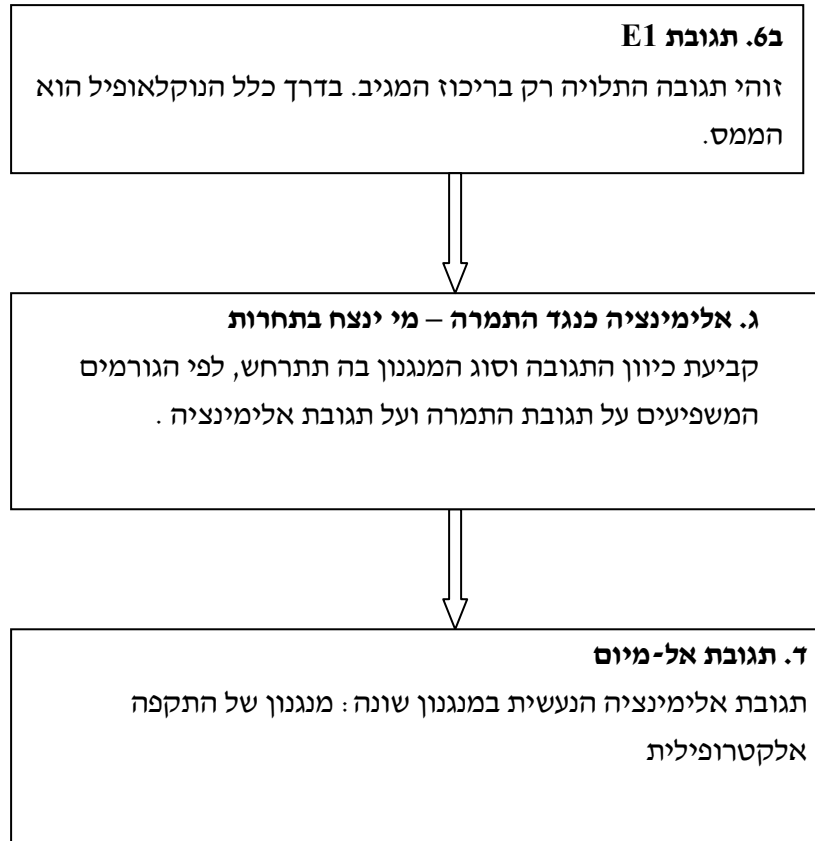 ב6. תגובת E1
זוהי תגובה התלויה רק בריכוז המגיב. בדרך כלל הנוקלאופיל הוא
הממס.
ג. אלימינציה כנגד התמרה – מי ינצח בתחרות
קביעת כיוון התגובה וסוג המנגנון בה תתרחש, לפי הגורמים
המשפיעים על תגובת התמרה ועל תגובת אלימינציה .
ד. תגובת אל-מיום
תגובת אלימינציה הנעשית במנגנון שונה: מנגנון של התקפה
אלקטרופילית